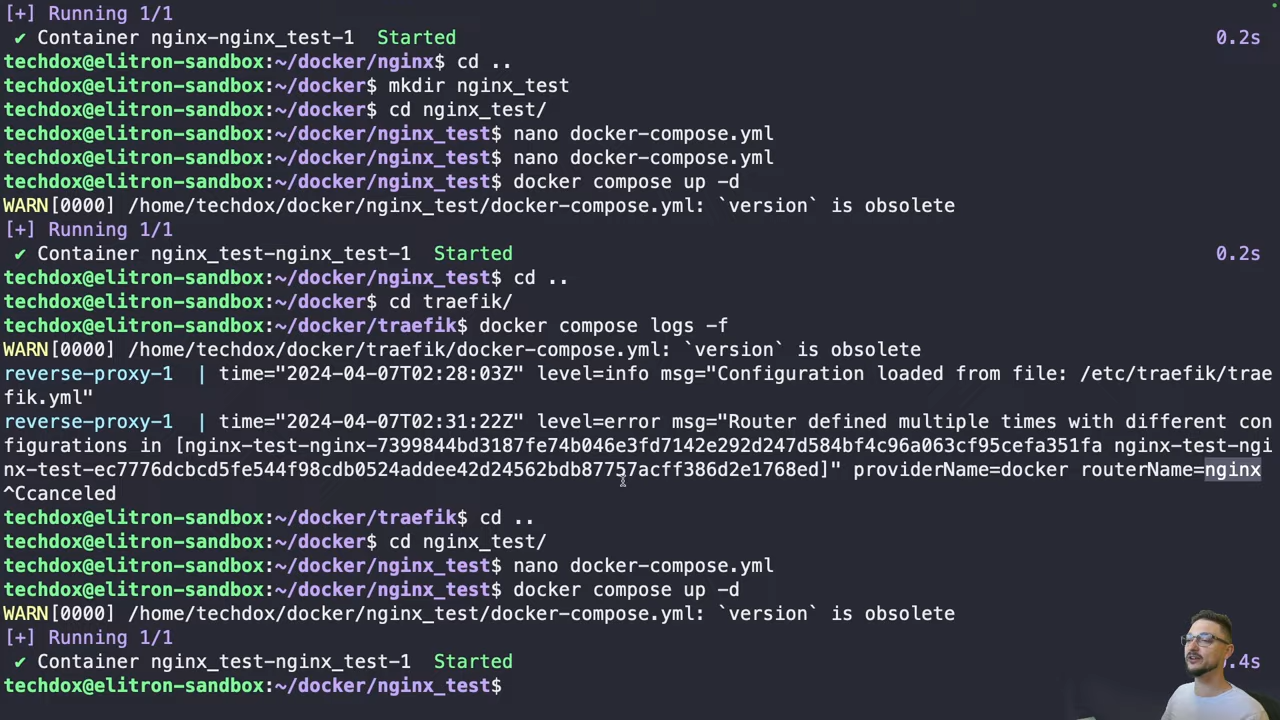 [+] Running 1/1
✔ Container nginx-nginx_test-1  Started 0.2s
techdox@elitron-sandbox:~/docker/nginx$ cd ..
techdox@elitron-sandbox:~/docker$ mkdir nginx_test
techdox@elitron-sandbox:~/docker$ cd nginx_test/
techdox@elitron-sandbox:~/docker/nginx_test$ nano docker-compose.yml
techdox@elitron-sandbox:~/docker/nginx_test$ nano docker-compose.yml
techdox@elitron-sandbox:~/docker/nginx_test$ docker compose up -d
WARN[0000] /home/techdox/docker/nginx_test/docker-compose.yml: `version` is obsolete
[+] Running 1/1
✔ Container nginx_test-nginx_test-1  Started 0.2s
techdox@elitron-sandbox:~/docker/nginx_test$ cd ..
techdox@elitron-sandbox:~/docker$ cd traefik/
techdox@elitron-sandbox:~/docker/traefik$ docker compose logs -f
WARN[0000] /home/techdox/docker/traefik/docker-compose.yml: `version` is obsolete
reverse-proxy-1  | time="2024-04-07T02:28:03Z" level=info msg="Configuration loaded from file: /etc/traefik/trae
fik.yml"
reverse-proxy-1  | time="2024-04-07T02:31:22Z" level=error msg="Router defined multiple times with different con
figurations in [nginx-test-nginx-7399844bd3187fe74b046e3fd7142e292d247d584bf4c96a063cf95cefa351fa nginx-test-ngi
nx-test-ec7776dcbcd5fe544f98cdb0524addee42d24562bdb87757acff386d2e1768ed]" providerName=docker routerName=nginx
^Ccanceled
techdox@elitron-sandbox:~/docker/traefik$ cd ..
techdox@elitron-sandbox:~/docker$ cd nginx_test/
techdox@elitron-sandbox:~/docker/nginx_test$ nano docker-compose.yml
techdox@elitron-sandbox:~/docker/nginx_test$ docker compose up -d
WARN[0000] /home/techdox/docker/nginx_test/docker-compose.yml: `version` is obsolete
[+] Running 1/1
✔ Container nginx_test-nginx_test-1  Started .4s
techdox@elitron-sandbox:~/docker/nginx_test$